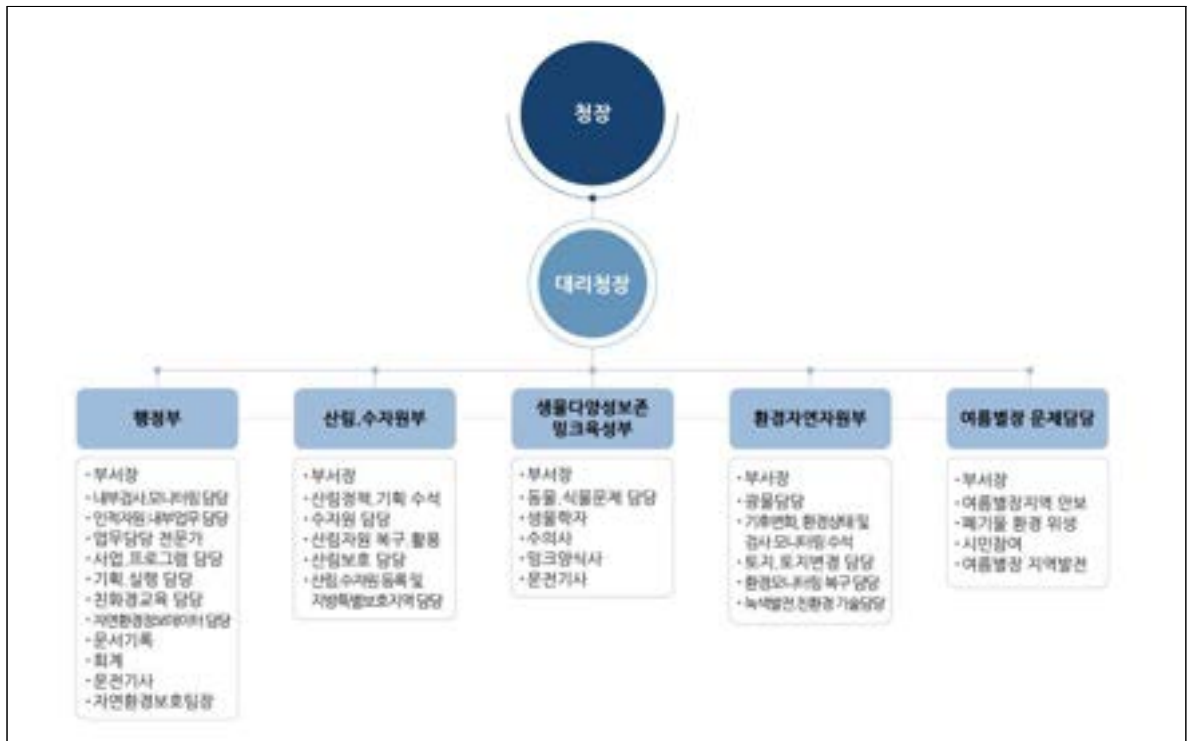 청장
대리청장
행정부
• 부서장
• 내부검사,모니터링 담당
• 인적자원,내부업무 담당
• 업무담당 전문가
• 사업,프로그램 담당
• 기획,실행 담당
• 친화경교육 담당
• 자연환경정보데이터 담당
• 문서기록
• 회계
• 운전기사
• 자연환경보호팀장
산림,수자원부
• 부서장
• 산림정책,기획 수석
• 수자원 담당
• 산림자원 복구,활용
• 산림보호 담당
• 산림,수자원 등록 및
지방특별보호지역 담당
생물다양성보존
밍크육성부
• 부서장
• 동물,식물문제 담당
• 생물학자
• 수의사
• 밍크양식사
• 운전기사
환경자연자원부
• 부서장
• 광물담당
• 기후변화, 환경상태 및
검사 모니터링 수석
• 토지,토지변경 담당
• 환경모니터링 복구 담당
• 녹색발전,친환경 기술담당
여름별장 문제담당
• 부서장
• 여름별장지역 안보
• 폐기물 환경 위생
• 시민참여
• 여름별장 지역발전